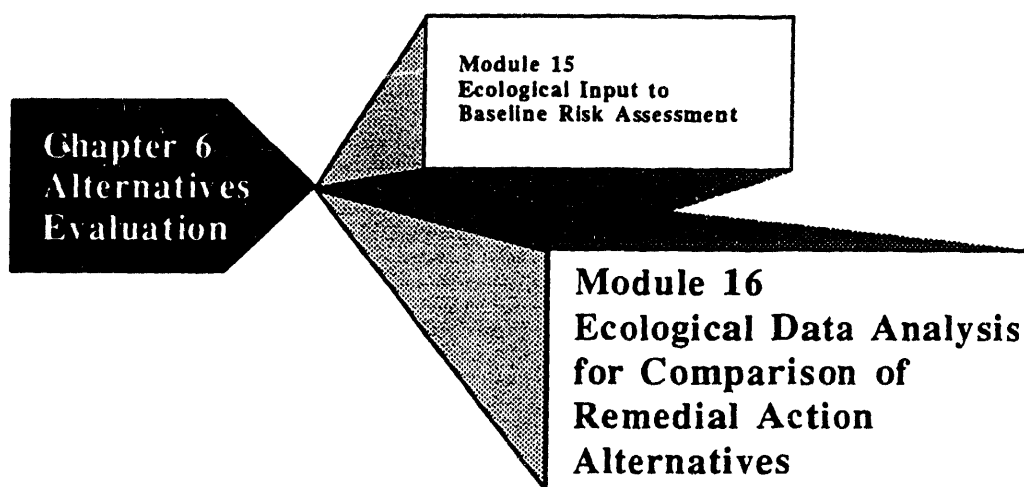 Chapter 6
Alternatives
Evaluation
Module 15
Ecological Input to
Baseline Risk Assessment
Module 16
Ecological Data Analysis
for Comparison of
Remedial Action
Alternatives